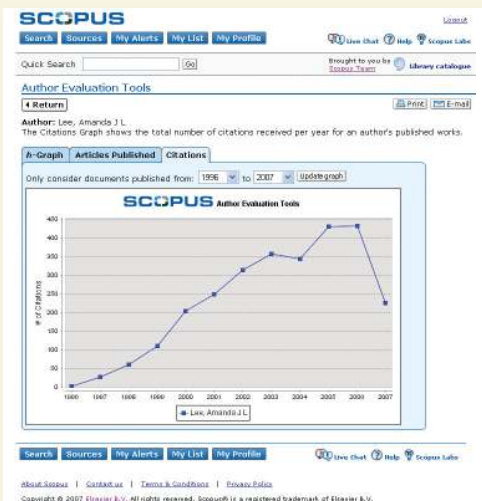 SCOPUS
Logout
Search Sources My Alerts My List My Profile
Live Chat Help Scopus Labs
Quick Search Go
Brought to you by
Scopus Team
Library catalogue
Author Evaluation Tools
Return
Print E-mail
Author: Lee, Amanda J L
The Citations Graph shows the total number of citations received per year for an author's published works.
h-Graph Articles Published Citations
Only consider documents published from: 1996 to 2007 Update graph
SCOPUS Author Evaluation Tools
# of Citations
450
400
350
300
250
200
150
100
50
0
1996 1997 1998 1999 2000 2001 2002 2003 2004 2005 2006 2007
Lee, Amanda J L
Search Sources My Alerts My List My Profile
Live Chat Help Scopus Labs
About Scopus | Contact us | Terms & Conditions | Privacy Policy
Copyright © 2007 Elsevier B.V. All rights reserved. Scopus® is a registered trademark of Elsevier B.V.